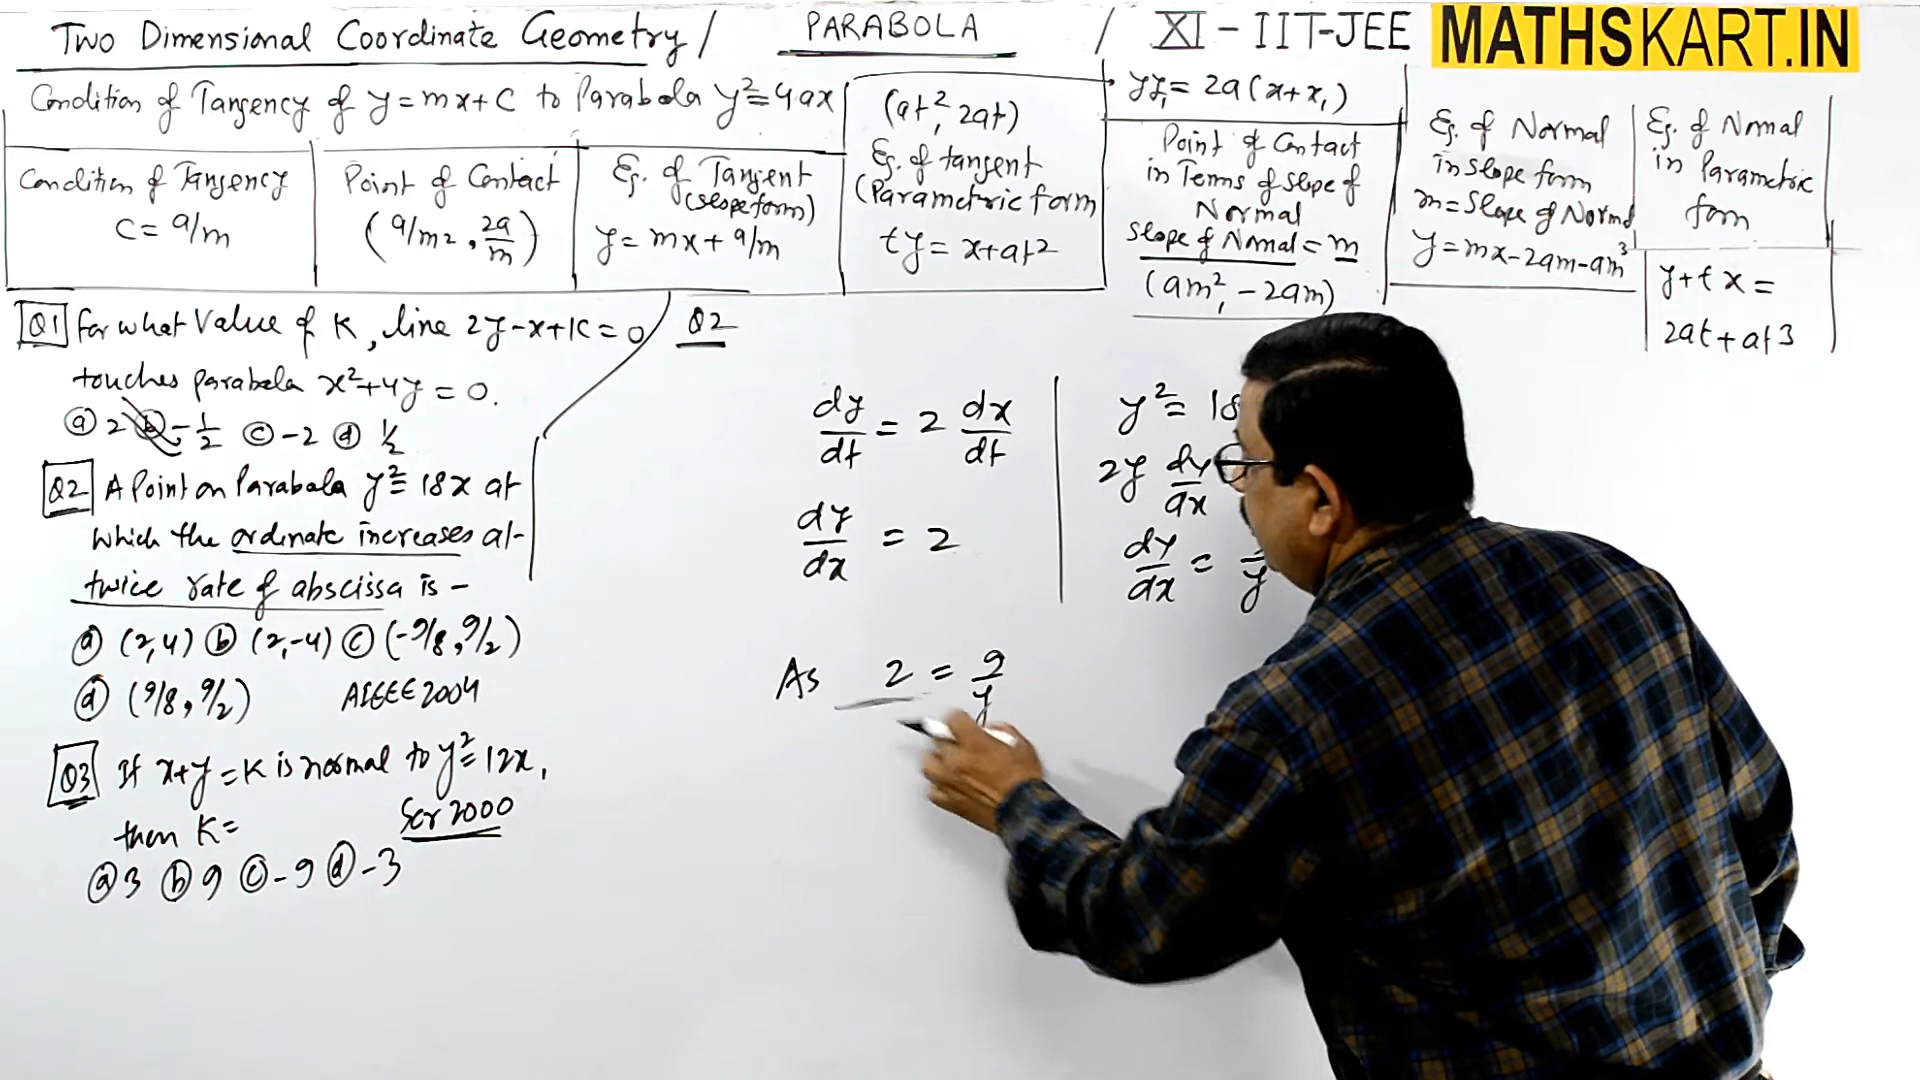 Two Dimensional Coordinate Geometry / PARABOLA / XI - IIT-JEE MATHSKART.IN
Condition of Tangency of y=mx+c to Parabola y²=4ax
Condition of Tangency
c = a/m
Point of Contact
(a/m², 2a/m)
Eq. of Tangent
(slope form)
y = mx + a/m
(at², 2at)
Eq. of tangent
(Parametric form
ty = x+at²
yy₁ = 2a(x+x₁)
Point of Contact
in Terms of slope of
Normal
slope of Normal = m
(am², -2am)
Eq. of Normal
in slope form
m = slope of Normal
y = mx-2am-am³
Eq. of Normal
in Parametric
form
y+tx =
2at+at³
Q1 For what value of K, line 2y-x+K=0
touches parabola x²+4y = 0.
(a) 2 (b) -1/2 (c) -2 (d) 1/2
Q2 A Point on Parabola y² = 18x at
which the ordinate increases at
twice rate of abscissa is -
(a) (2,4) (b) (2,-4) (c) (-9/8, 9/2)
(d) (9/8, 9/2) AIEEE 2004
Q3 If x+y = K is normal to y² = 12x,
then K = Scr 2000
(a) 3 (b) 9 (c) -9 (d) -3
Q2
dy/dt = 2 dx/dt
dy/dx = 2
y² = 18
2y dy/dx
dy/dx = /y
As 2 = 9/y